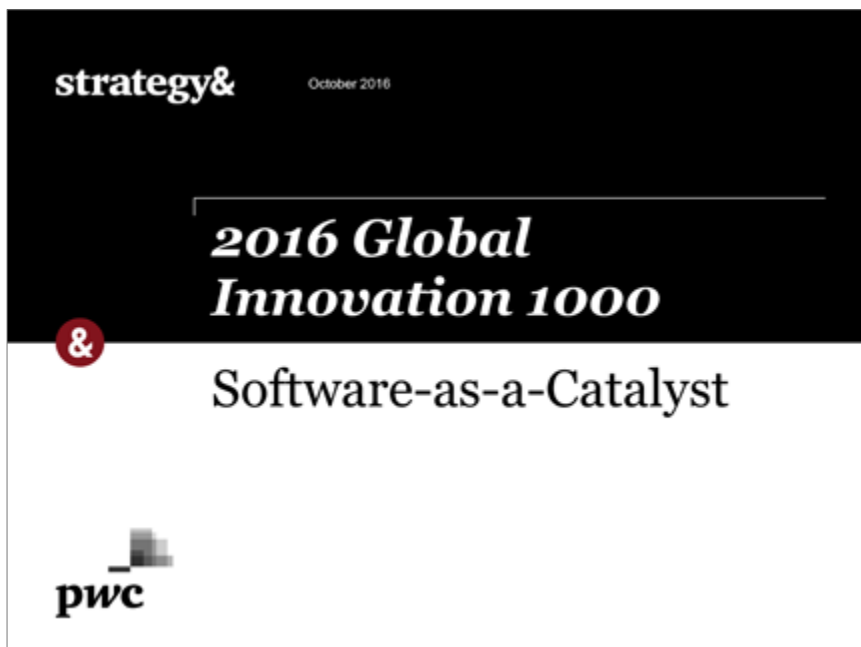 strategy&
October 2016
2016 Global
Innovation 1000
&
Software-as-a-Catalyst
pwc